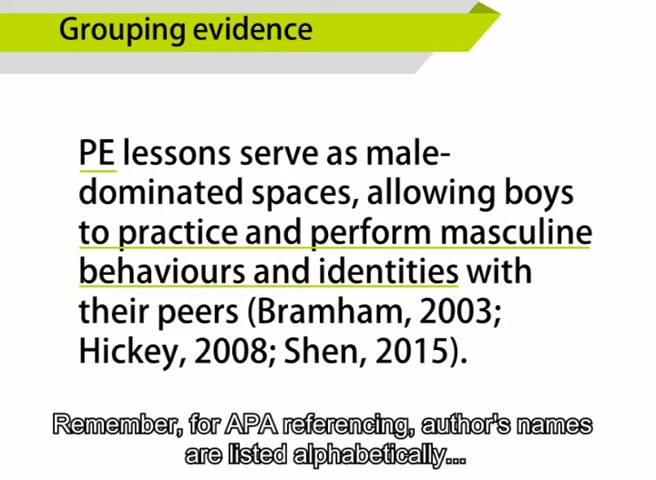 Grouping evidence
PE lessons serve as male-
dominated spaces, allowing boys
to practice and perform masculine
behaviours and identities with
their peers (Bramham, 2003;
Hickey, 2008; Shen, 2015).
Remember, for APA referencing, author's names
are listed alphabetically...